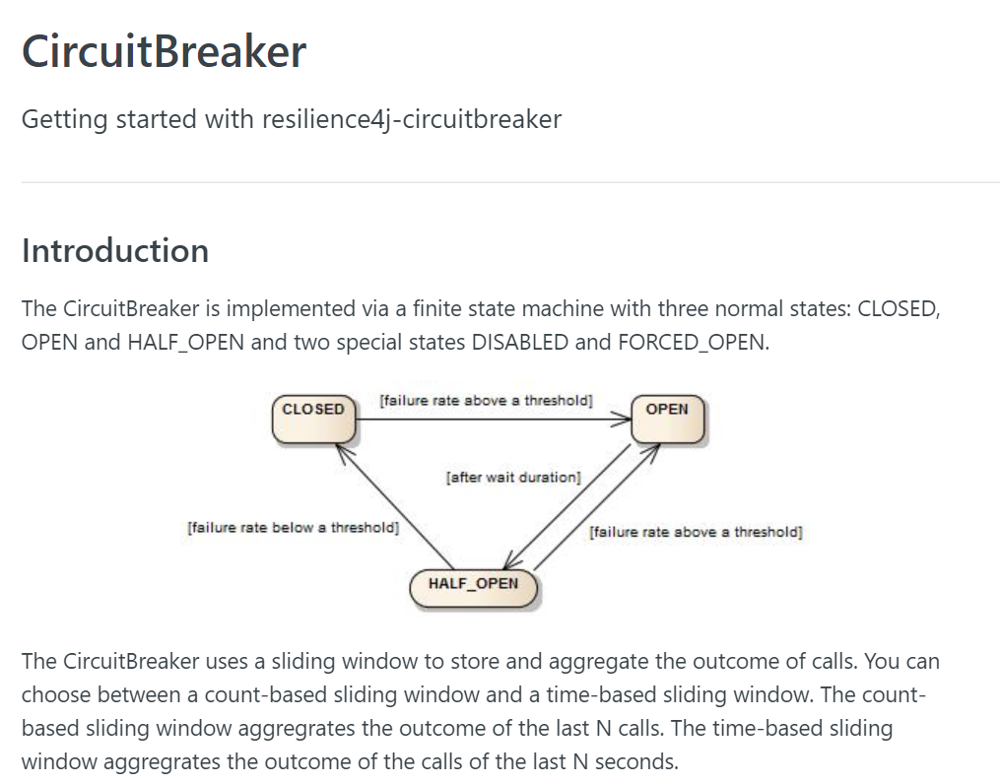 CircuitBreaker
Getting started with resilience4j-circuitbreaker
Introduction
The CircuitBreaker is implemented via a finite state machine with three normal states: CLOSED,
OPEN and HALF_OPEN and two special states DISABLED and FORCED_OPEN.
CLOSED
[failure rate above a threshold]
OPEN
[after wait duration]
[failure rate below a threshold]
[failure rate above a threshold]
HALF_OPEN
The CircuitBreaker uses a sliding window to store and aggregate the outcome of calls. You can
choose between a count-based sliding window and a time-based sliding window. The count-
based sliding window aggregrates the outcome of the last N calls. The time-based sliding
window aggregrates the outcome of the calls of the last N seconds.